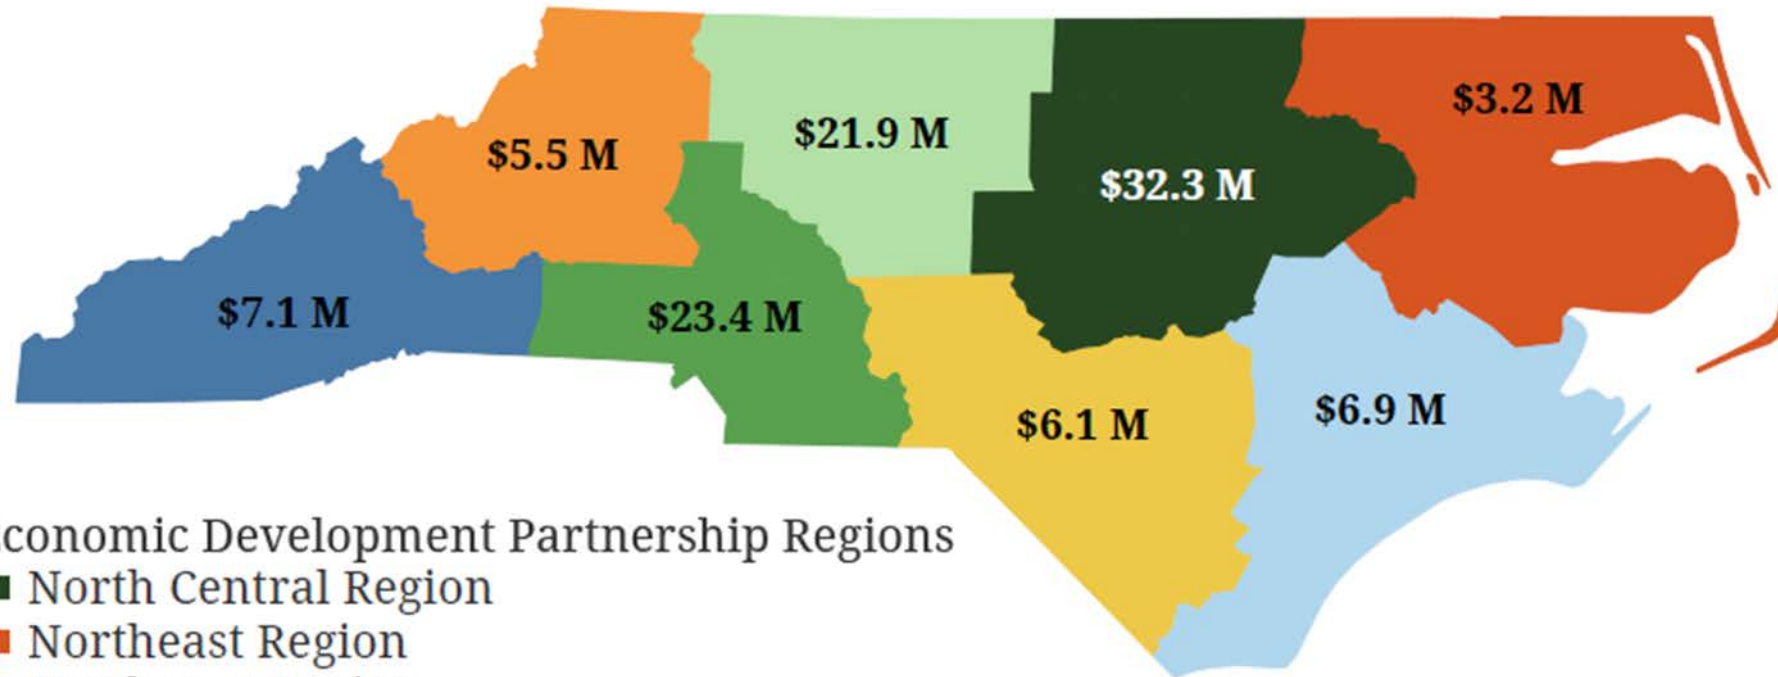 $3.2 M
$21.9 M
$5.5 M
$32.3 M
$7.1 M
$23.4 M
$6.9 M
$6.1 M
conomic Development Partnership Regions
North Central Region
Northeast Region